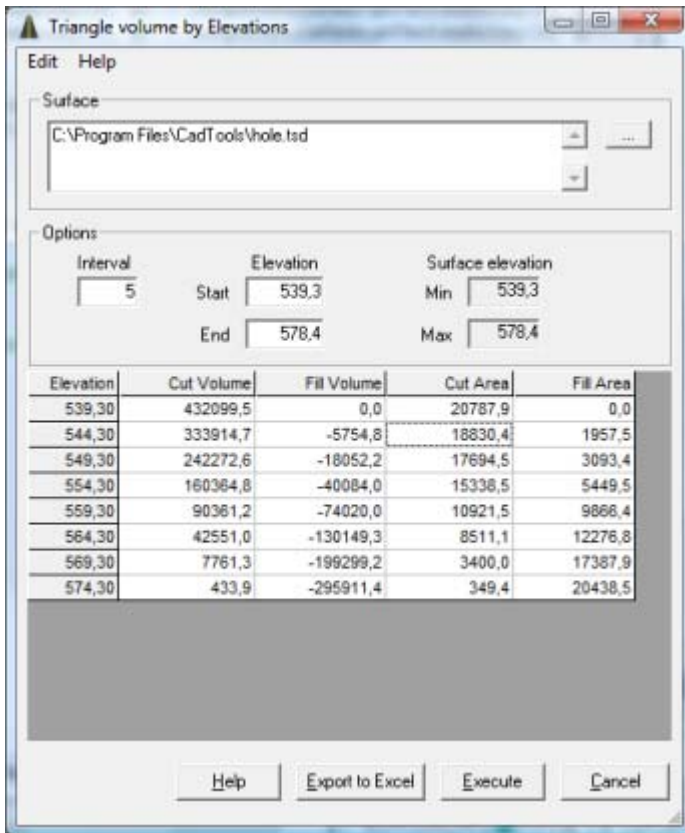 Triangle volume by Elevations
Edit Help
Surface
C:\Program Files\CadTools\hole.tsd
...
Options
Interval Elevation Surface elevation
5 Start 539,3 Min 539,3
End 578,4 Max 578,4
Elevation Cut Volume Fill Volume Cut Area Fill Area
539,30 432099,5 0,0 20787,9 0,0
544,30 333914,7 -5754,8 18830,4 1957,5
549,30 242272,6 -18052,2 17694,5 3093,4
554,30 160364,8 -40084,0 15338,5 5449,5
559,30 90361,2 -74020,0 10921,5 9866,4
564,30 42551,0 -130149,3 8511,1 12276,8
569,30 7761,3 -199299,2 3400,0 17387,9
574,30 433,9 -295911,4 349,4 20438,5
Help Export to Excel Execute Cancel